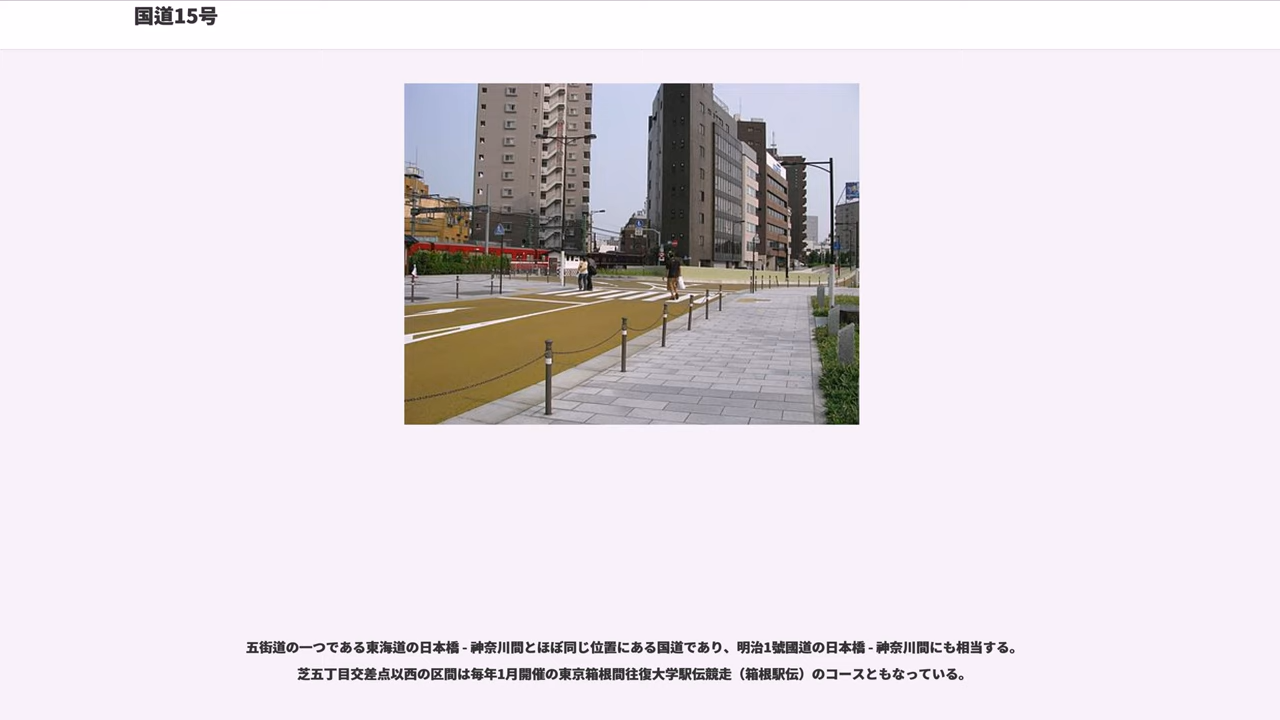 国道15号
五街道の一つである東海道の日本橋 - 神奈川間とほぼ同じ位置にある国道であり、明治1號國道の日本橋 - 神奈川間にも相当する。
芝五丁目交差点以西の区間は毎年1月開催の東京箱根間往復大学駅伝競走（箱根駅伝）のコースともなっている。